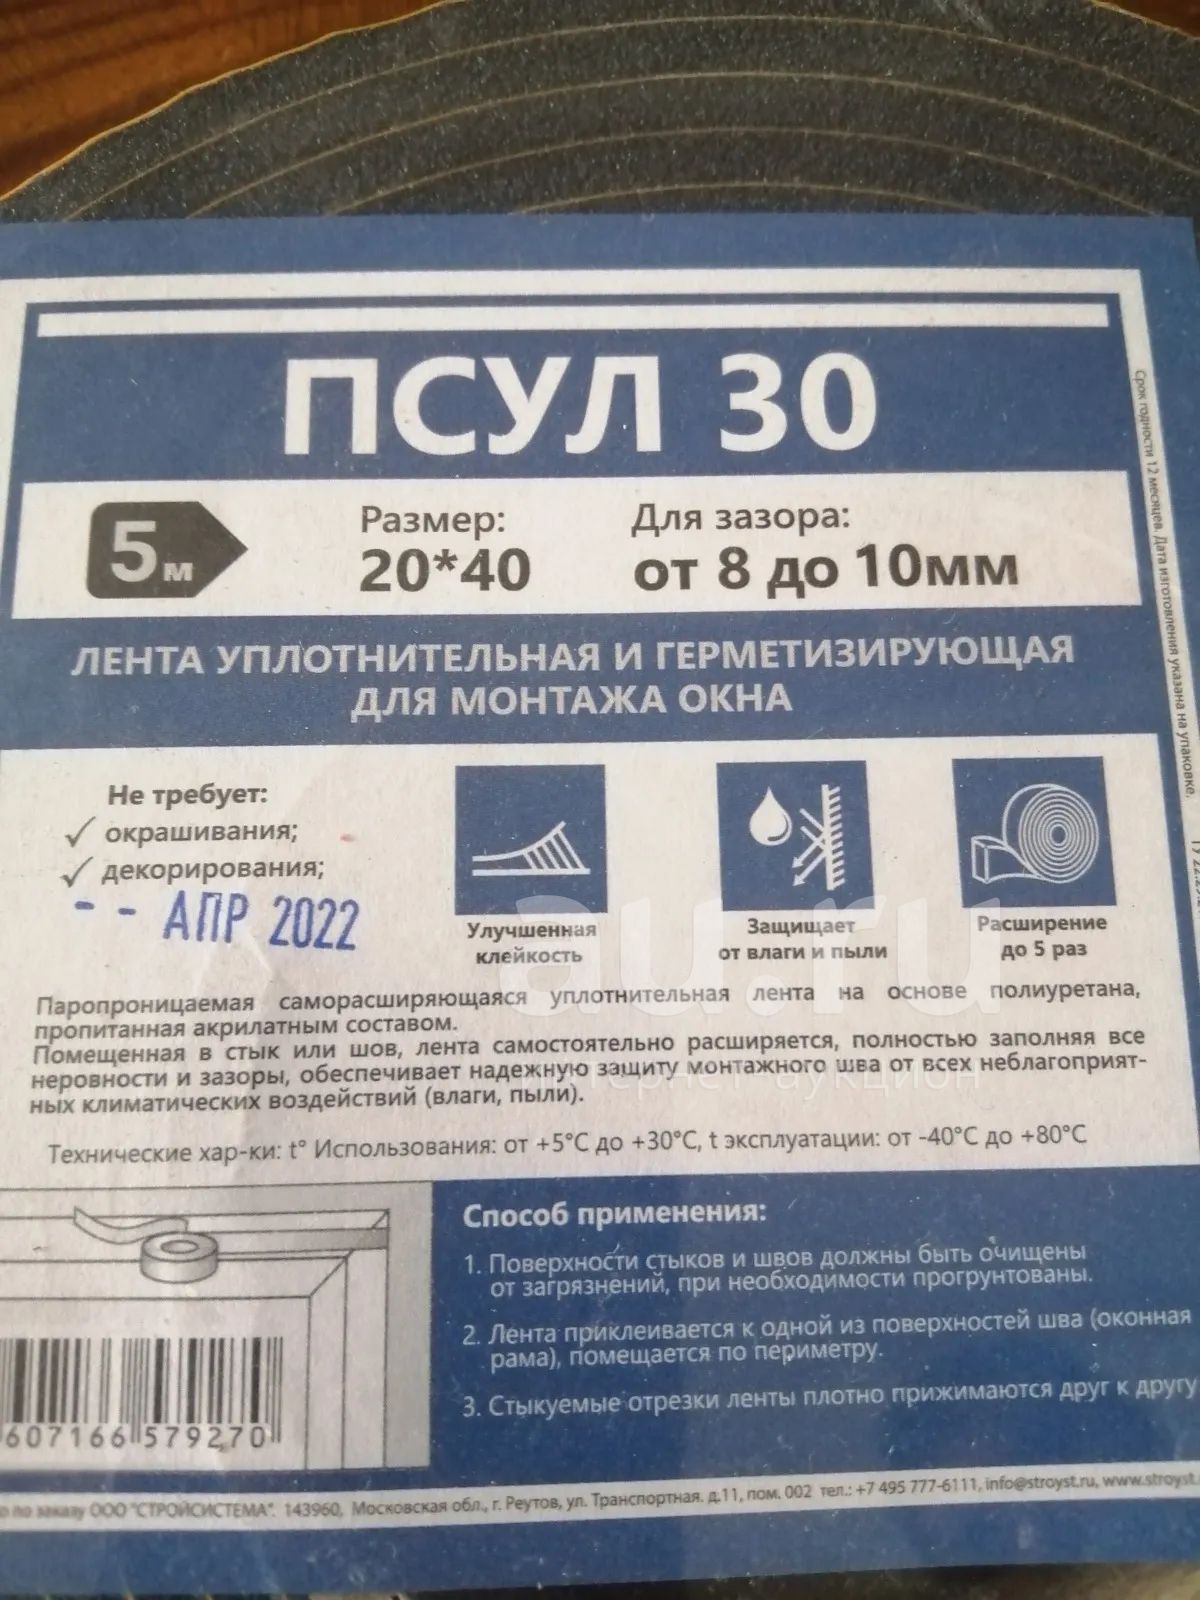 ПСУЛ 30
5м
Размер:
20*40
Для зазора:
от 8 до 10мм
ЛЕНТА УПЛОТНИТЕЛЬНАЯ И ГЕРМЕТИЗИРУЮЩАЯ
ДЛЯ МОНТАЖА ОКНА
Срок годности 12 месяцев. Дата изготовления указана на упаковке.
Не требует:
окрашивания;
декорирования;
- - АПР 2022
Улучшенная
клейкость
Защищает
от влаги и пыли
Расширение
до 5 раз
au.ru
интернет-аукцион
Паропроницаемая саморасширяющаяся уплотнительная лента на основе полиуретана,
пропитанная акрилатным составом.
Помещенная в стык или шов, лента самостоятельно расширяется, полностью заполняя все
неровности и зазоры, обеспечивает надежную защиту монтажного шва от всех неблагоприят-
ных климатических воздействий (влаги, пыли).
Технические хар-ки: t° Использования: от +5°C до +30°C, t эксплуатации: от -40°C до +80°C
Способ применения:
1. Поверхности стыков и швов должны быть очищены
от загрязнений, при необходимости прогрунтованы.
2. Лента приклеивается к одной из поверхностей шва (оконная
рама), помещается по периметру.
3. Стыкуемые отрезки ленты плотно прижимаются друг к другу
607166 579270
по заказу ООО "СТРОЙСИСТЕМА". 143960, Московская обл., г. Реутов, ул. Транспортная. д.11, пом. 002 тел.: +7 495 777-6111, info@stroyst.ru, www.stroyst.